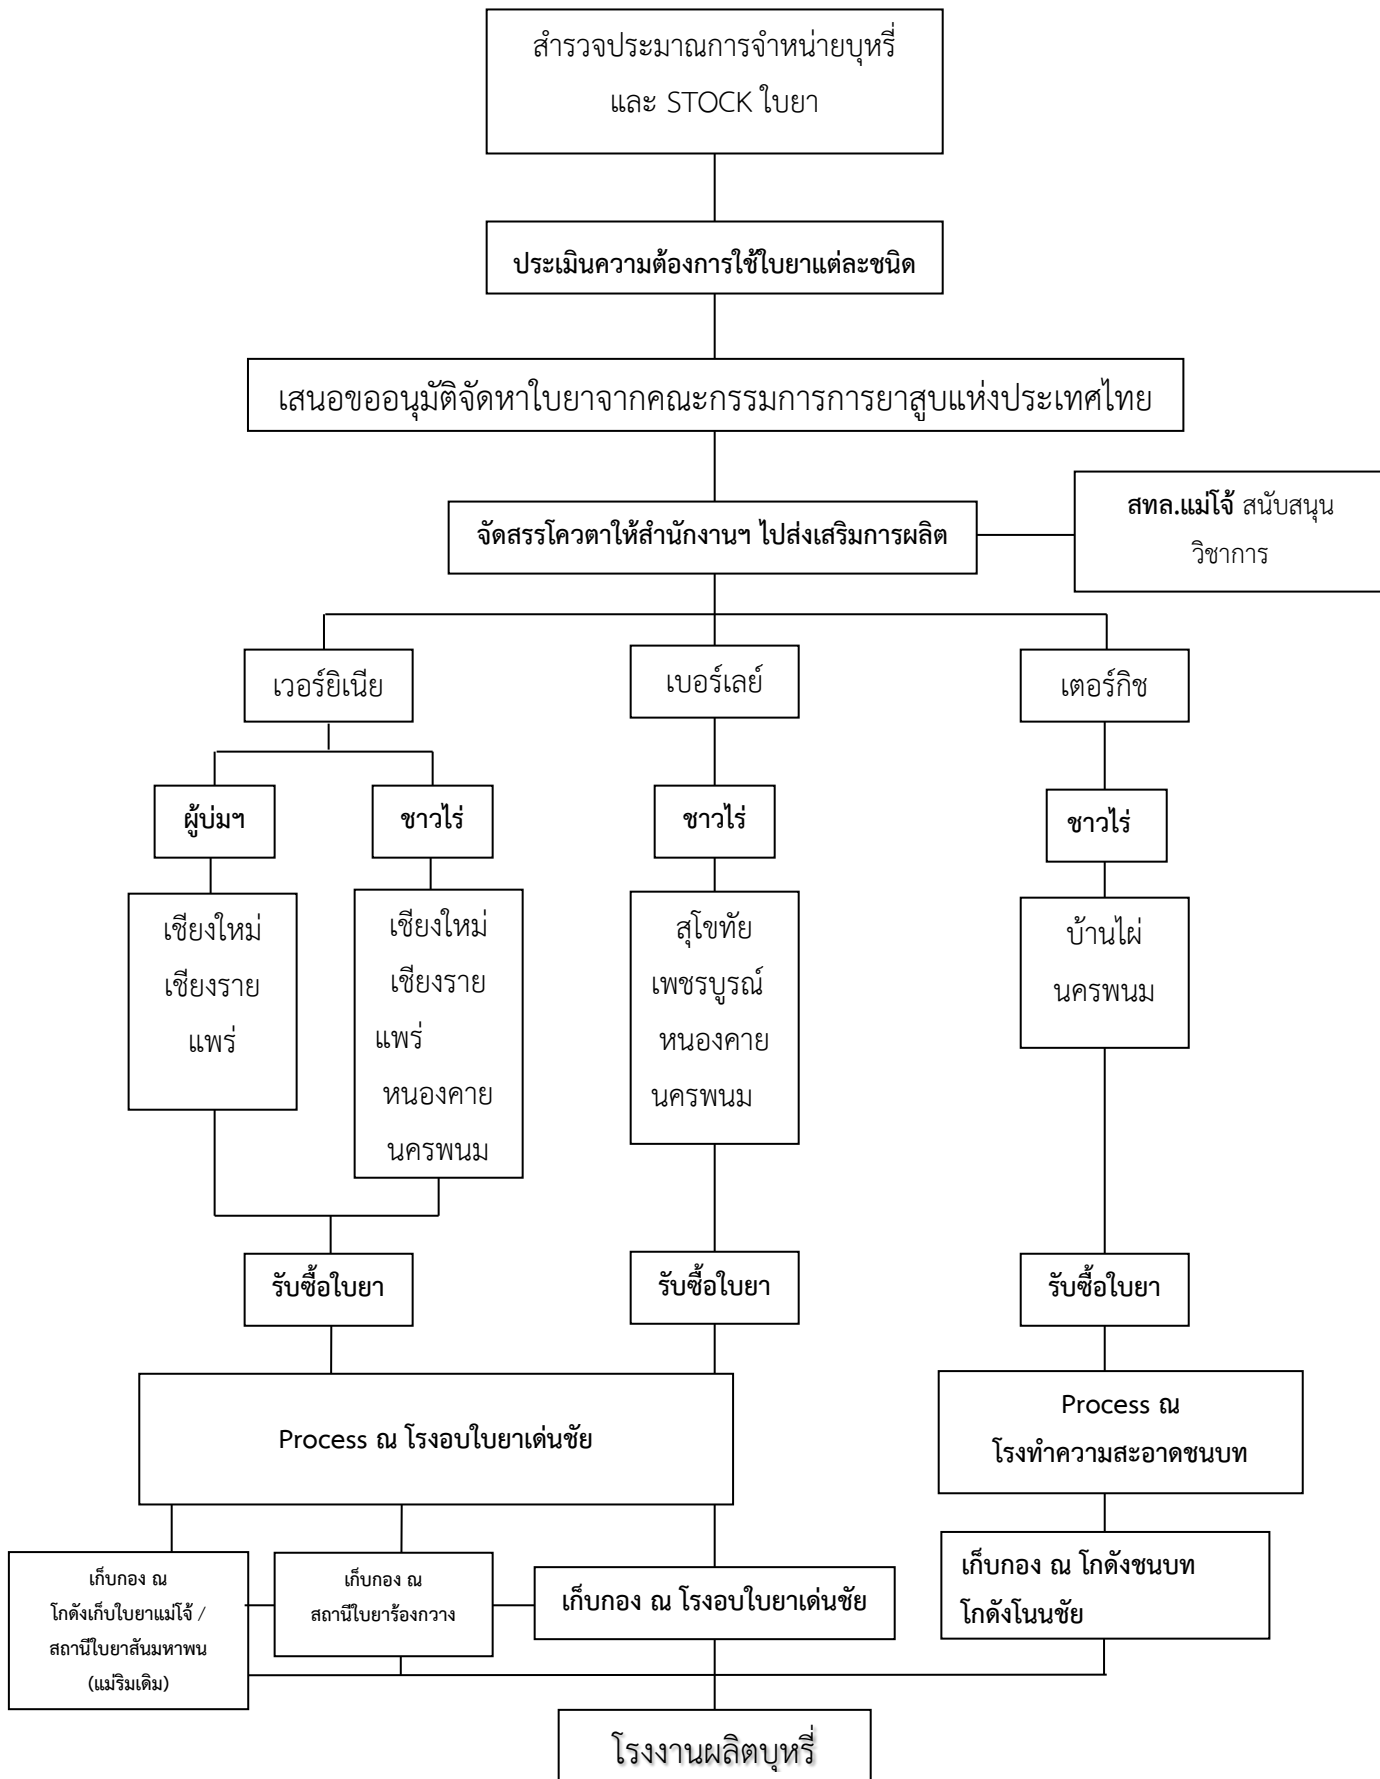 สำรวจประมาณการจำหน่ายบุหรี่
และ STOCK ใบยา
ประเมินความต้องการใช้ใบยาแต่ละชนิด
เสนอขออนุมัติจัดหาใบยาจากคณะกรรมการการยาสูบแห่งประเทศไทย
จัดสรรโควตาให้สำนักงานฯ ไปส่งเสริมการผลิต
สทล.แม่โจ้ สนับสนุน
วิชาการ
เวอร์ยิเนีย
เบอร์เลย์
เตอร์กิช
ผู้บ่มฯ
ชาวไร่
ชาวไร่
ชาวไร่
เชียงใหม่
เชียงราย
แพร่
เชียงใหม่
เชียงราย
แพร่
หนองคาย
นครพนม
สุโขทัย
เพชรบูรณ์
หนองคาย
นครพนม
บ้านไผ่
นครพนม
รับซื้อใบยา
รับซื้อใบยา
รับซื้อใบยา
Process ณ โรงอบใบยาเด่นชัย
Process ณ
โรงทำความสะอาดชนบท
เก็บกอง ณ
โกดังเก็บใบยาแม่โจ้ /
สถานีใบยาสันมหาพน
(แม่ริมเดิม)
เก็บกอง ณ
สถานีใบยาร้องกวาง
เก็บกอง ณ โรงอบใบยาเด่นชัย
เก็บกอง ณ โกดังชนบท
โกดังโนนชัย
โรงงานผลิตบุหรี่